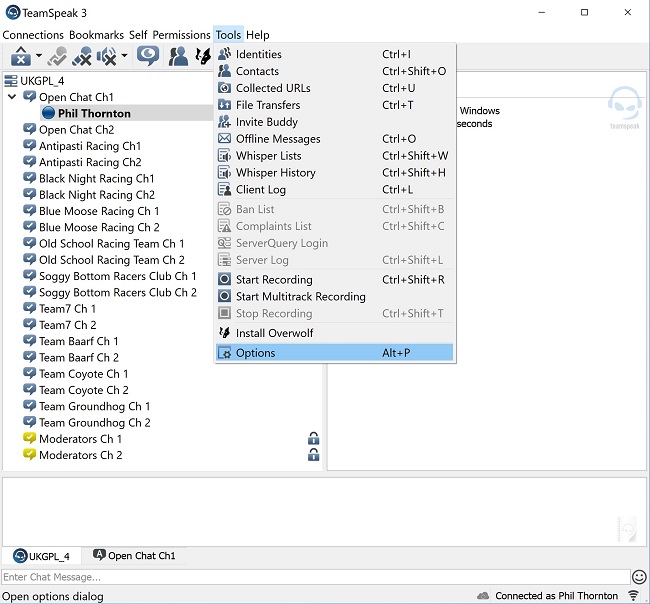 TeamSpeak 3
Connections Bookmarks Self Permissions Tools Help
UKGPL_4
Open Chat Ch1
Phil Thornton
Open Chat Ch2
Antipasti Racing Ch1
Antipasti Racing Ch2
Black Night Racing Ch1
Black Night Racing Ch2
Blue Moose Racing Ch 1
Blue Moose Racing Ch 2
Old School Racing Team Ch 1
Old School Racing Team Ch 2
Soggy Bottom Racers Club Ch 1
Soggy Bottom Racers Club Ch 2
Team7 Ch 1
Team7 Ch 2
Team Baarf Ch 1
Team Baarf Ch 2
Team Coyote Ch 1
Team Coyote Ch 2
Team Groundhog Ch 1
Team Groundhog Ch 2
Moderators Ch 1
Moderators Ch 2
Identities Ctrl+I
Contacts Ctrl+Shift+O
Collected URLs Ctrl+U
File Transfers Ctrl+T
Invite Buddy
Offline Messages Ctrl+O
Whisper Lists Ctrl+Shift+W
Whisper History Ctrl+Shift+H
Client Log Ctrl+L
Ban List Ctrl+Shift+B
Complaints List Ctrl+Shift+C
ServerQuery Login
Server Log Ctrl+Shift+L
Start Recording Ctrl+Shift+R
Start Multitrack Recording
Stop Recording Ctrl+Shift+T
Install Overwolf
Options Alt+P
Windows
seconds
teamspeak
UKGPL_4
Open Chat Ch1
Enter Chat Message...
Open options dialog
Connected as Phil Thornton